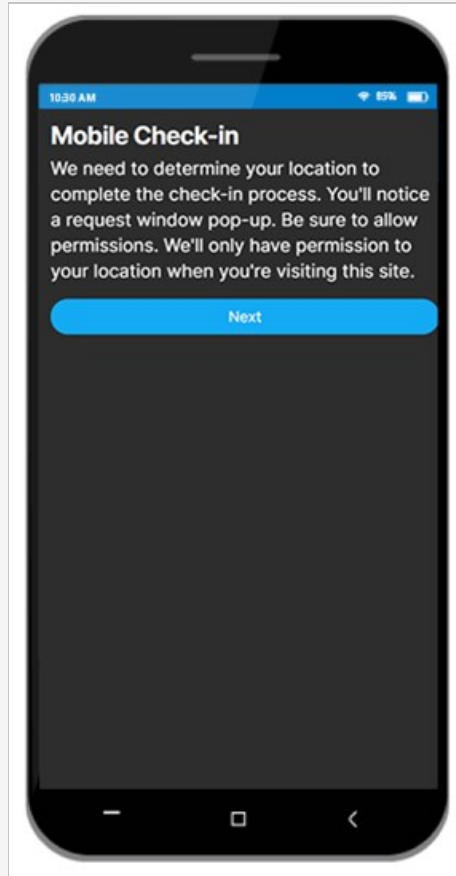 10:30 AM 85%
Mobile Check-in
We need to determine your location to
complete the check-in process. You'll notice
a request window pop-up. Be sure to allow
permissions. We'll only have permission to
your location when you're visiting this site.
Next